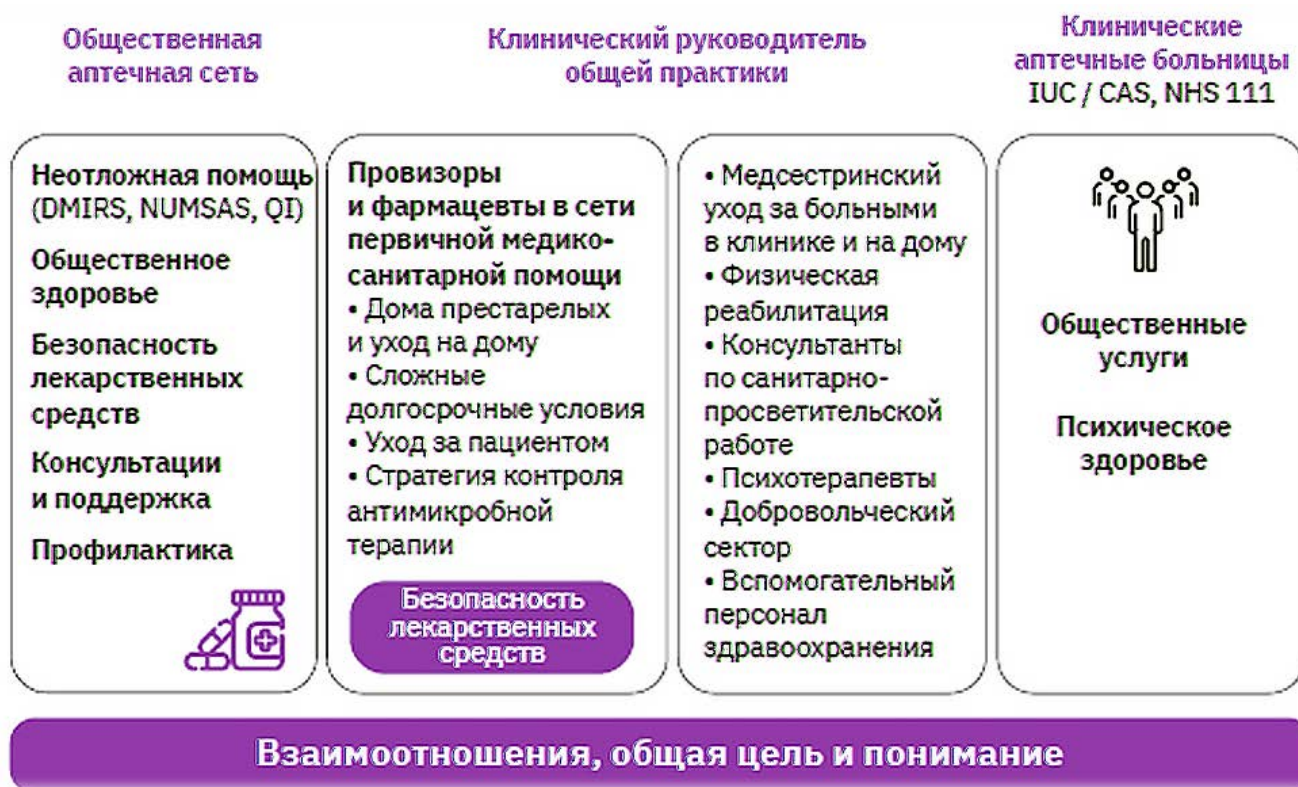 Общественная
аптечная сеть
Клинический руководитель
общей практики
Клинические
аптечные больницы
IUC / CAS, NHS 111
Неотложная помощь
(DMIRS, NUMSAS, QI)
Общественное
здоровье
Безопасность
лекарственных
средств
Консультации
и поддержка
Профилактика
Провизоры
и фармацевты в сети
первичной медико-
санитарной помощи
• Дома престарелых
и уход на дому
• Сложные
долгосрочные условия
• Уход за пациентом
• Стратегия контроля
антимикробной
терапии
Безопасность
лекарственных
средств
• Медсестринский
уход за больными
в клинике и на дому
• Физическая
реабилитация
• Консультанты
по санитарно-
просветительской
работе
• Психотерапевты
• Добровольческий
сектор
• Вспомогательный
персонал
здравоохранения
Общественные
услуги
Психическое
здоровье
Взаимоотношения, общая цель и понимание